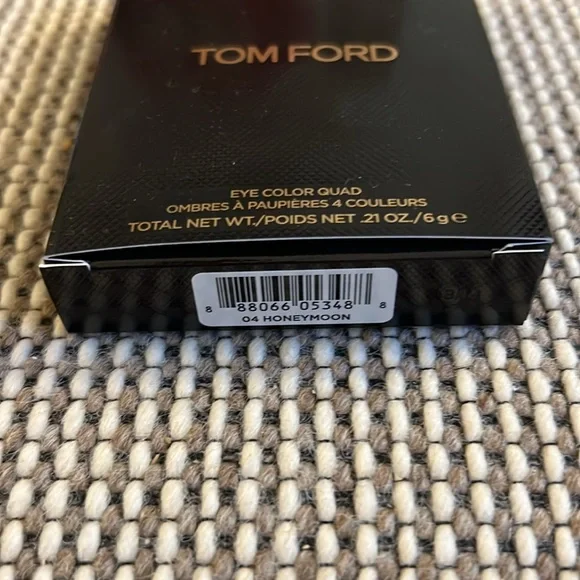 TOM FORD
EYE COLOR QUAD
OMBRES À PAUPIÈRES 4 COULEURS
TOTAL NET WT./POIDS NET .21 OZ./6 g ℮
8 88066 05348 8
04 HONEYMOON